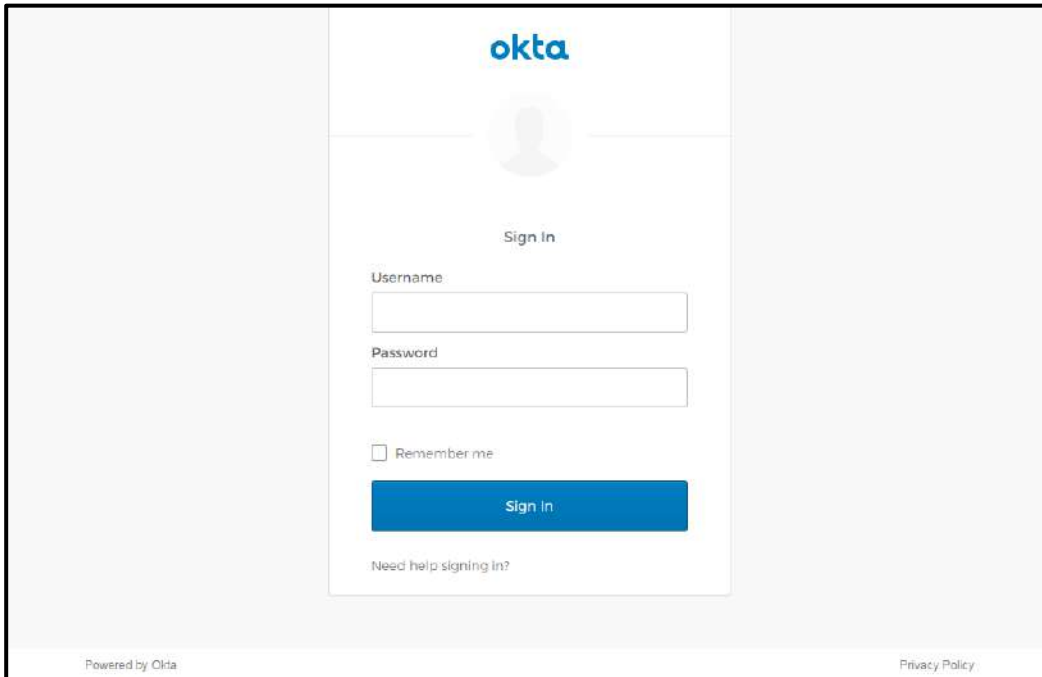 okta
Sign In
Username
Password
Remember me
Sign In
Need help signing in?
Powered by Okta
Privacy Policy